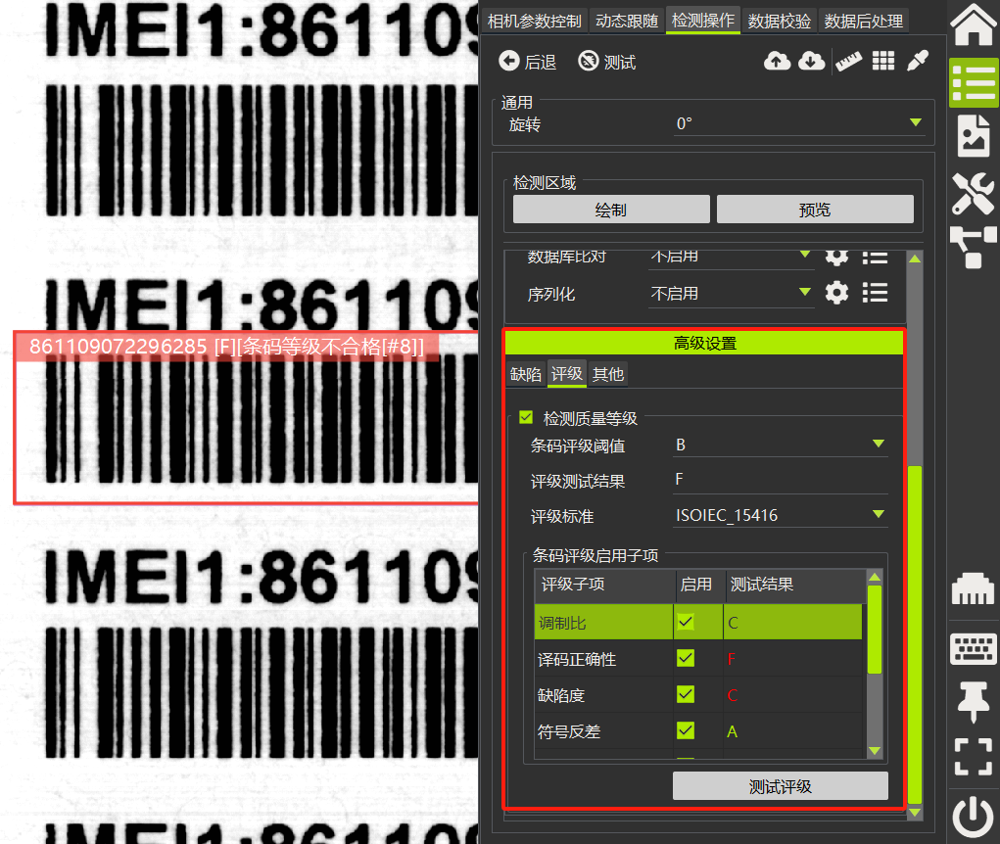 IMEI1:861109
IMEI1:861109
861109072296285 [F][条码等级不合格[#8]]
IMEI1:861109
相机参数控制 动态跟随 检测操作 数据校验 数据后处理
后退 测试
通用
旋转 0°
检测区域
绘制 预览
数据库比对 不启用
序列化 不启用
高级设置
缺陷 评级 其他
检测质量等级
条码评级阈值 B
评级测试结果 F
评级标准 ISOIEC_15416
条码评级启用子项
评级子项 启用 测试结果
调制比 C
译码正确性 F
缺陷度 C
符号反差 A
测试评级